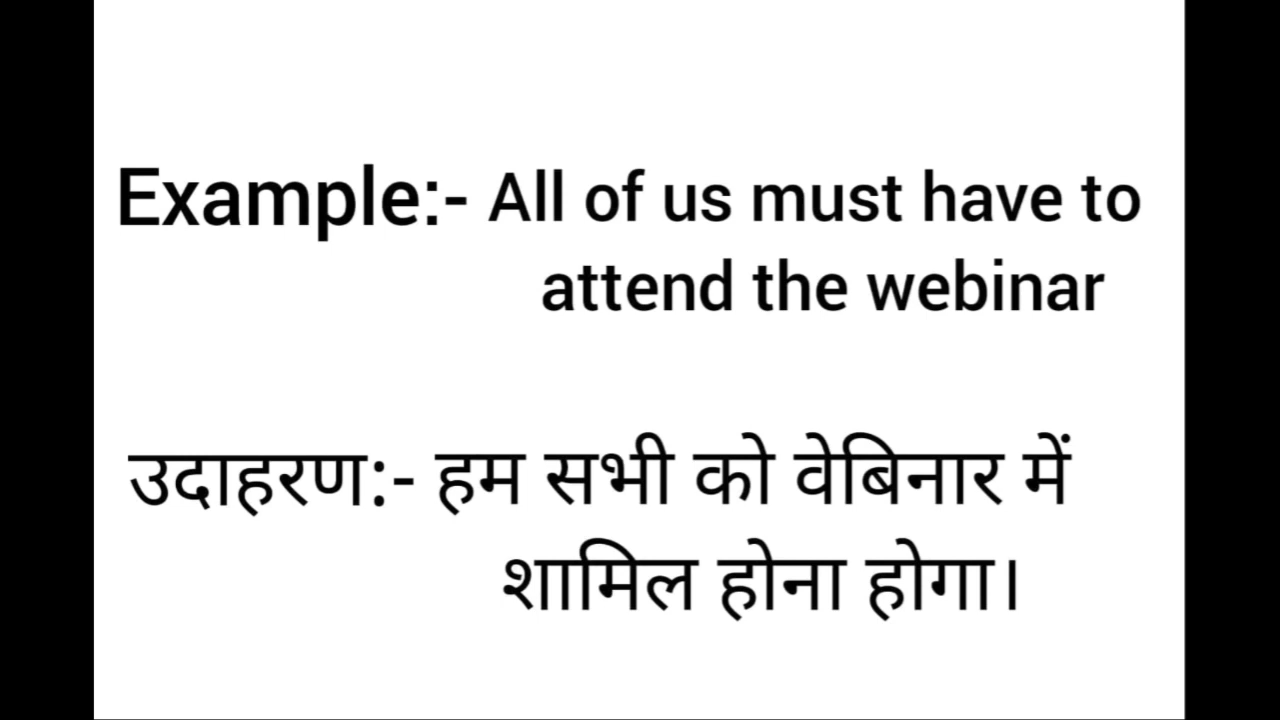 Example:- All of us must have to
attend the webinar
उदाहरण:- हम सभी को वेबिनार में
शामिल होना होगा।